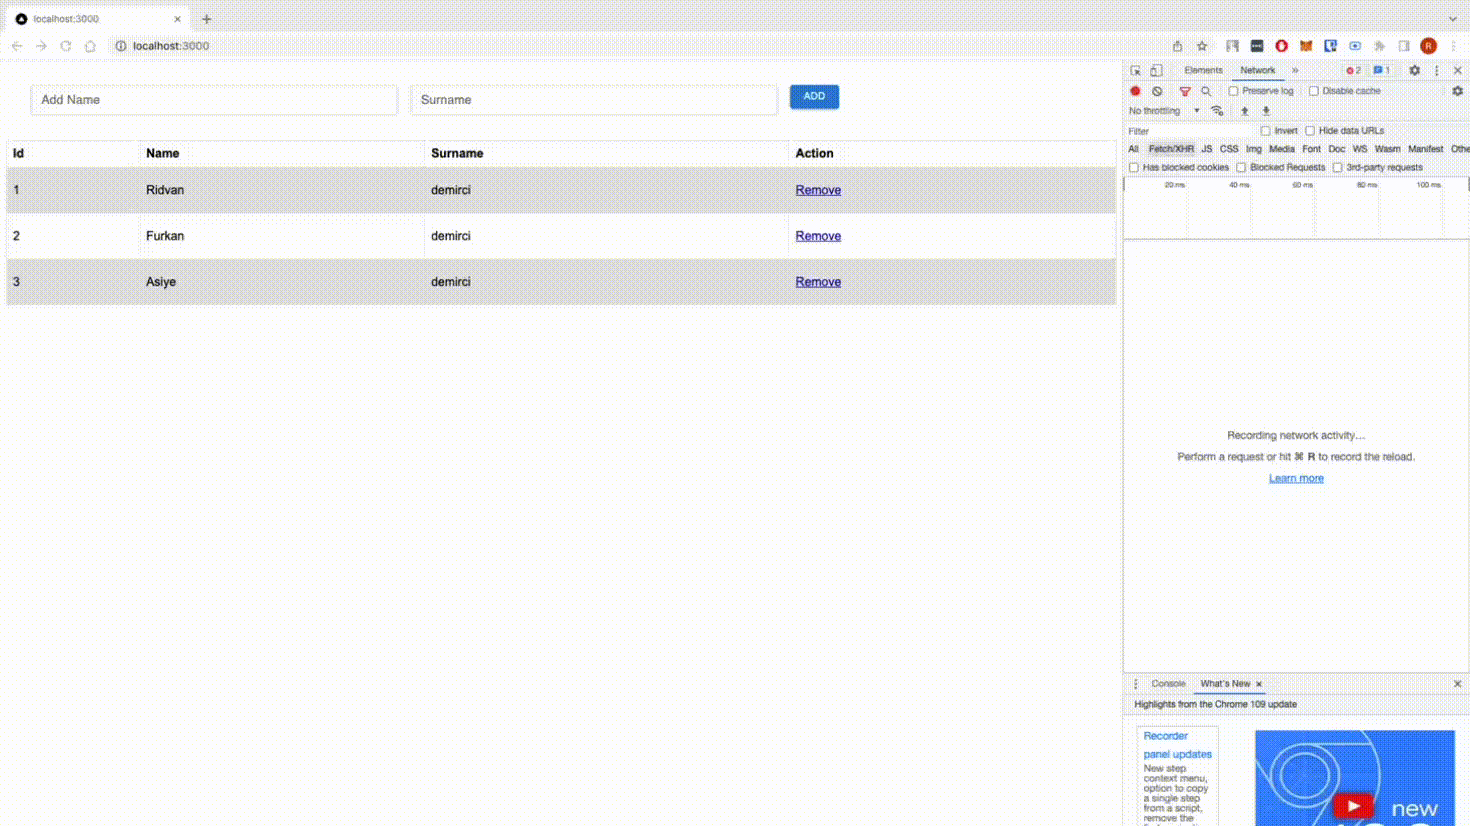 localhost:3000
localhost:3000
R
Add Name
Surname
ADD
Id Name Surname Action
1 Ridvan demirci Remove
2 Furkan demirci Remove
3 Asiye demirci Remove
Elements Network » 2 1
Preserve log Disable cache
No throttling
Filter Invert Hide data URLs
All Fetch/XHR JS CSS Img Media Font Doc WS Wasm Manifest Othe
Has blocked cookies Blocked Requests 3rd-party requests
20 ms 40 ms 60 ms 80 ms 100 ms
Recording network activity…
Perform a request or hit ⌘ R to record the reload.
Learn more
Console What's New
Highlights from the Chrome 109 update
Recorder
panel updates
New step
context menu,
option to copy
a single step
from a script,
remove the
new